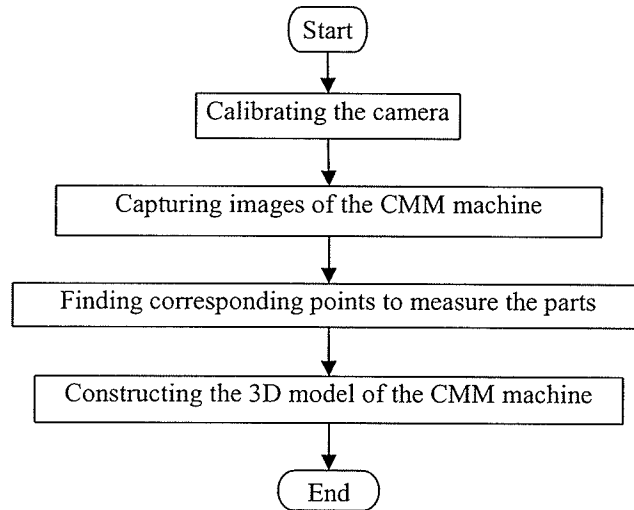 Start
Calibrating the camera
Capturing images of the CMM machine
Finding corresponding points to measure the parts
Constructing the 3D model of the CMM machine
End